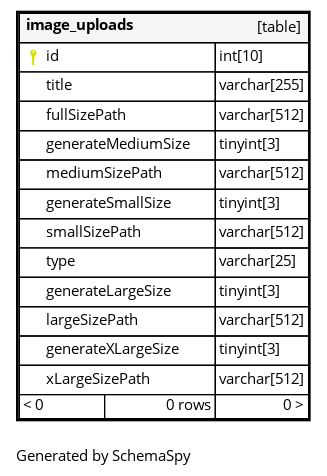 image_uploads [table]
id int[10]
title varchar[255]
fullSizePath varchar[512]
generateMediumSize tinyint[3]
mediumSizePath varchar[512]
generateSmallSize tinyint[3]
smallSizePath varchar[512]
type varchar[25]
generateLargeSize tinyint[3]
largeSizePath varchar[512]
generateXLargeSize tinyint[3]
xLargeSizePath varchar[512]
< 0 0 rows 0 >
Generated by SchemaSpy